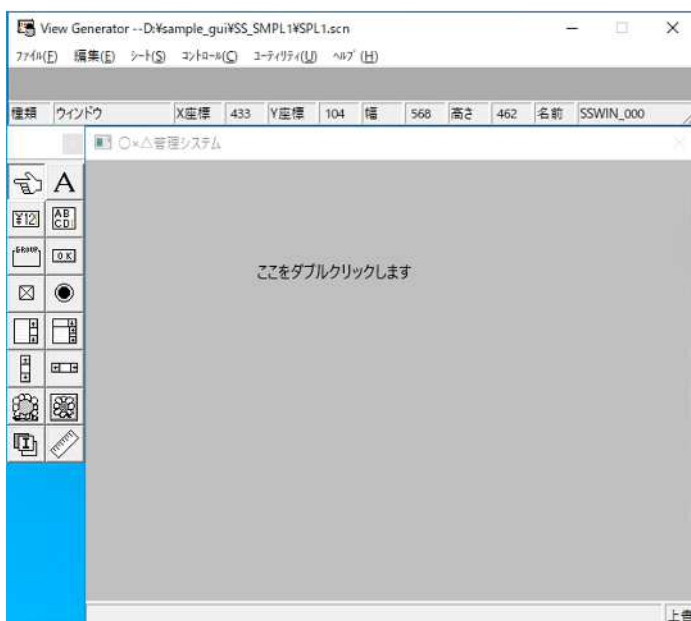 View Generator --D:¥sample_gui¥SS_SMPL1¥SPL1.scn
ファイル(F) 編集(E) シート(S) コントロール(C) ユーティリティ(U) ヘルプ(H)
種類 ウィンドウ X座標 433 Y座標 104 幅 568 高さ 462 名前 SSWIN_000
〇×△管理システム
A
¥12 AB CD
GROUP OK
ここをダブルクリックします
I
上書